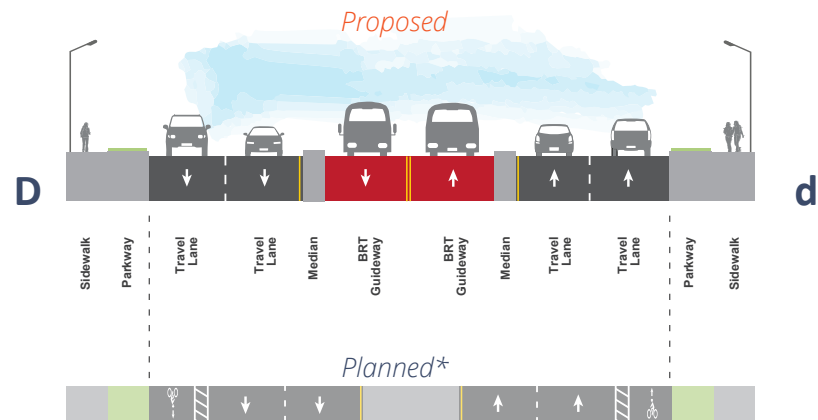 Proposed
D
d
Sidewalk
Parkway
Travel
Lane
Travel
Lane
Median
BRT
Guideway
BRT
Guideway
Median
Travel
Lane
Travel
Lane
Parkway
Sidewalk
Planned*